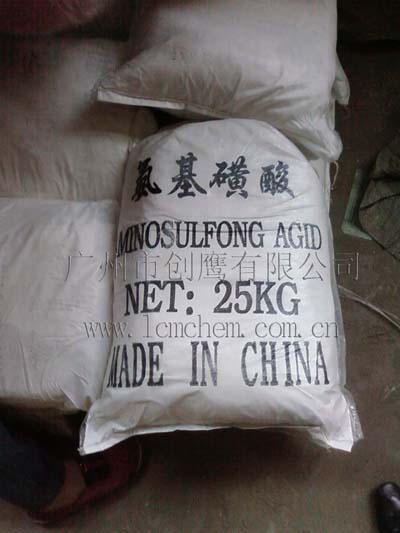 氨基磺酸
AMINOSULFONG AGID
广州市创鹰有限公司
NET: 25KG
www.lcmchem.com.cn
MADE IN CHINA